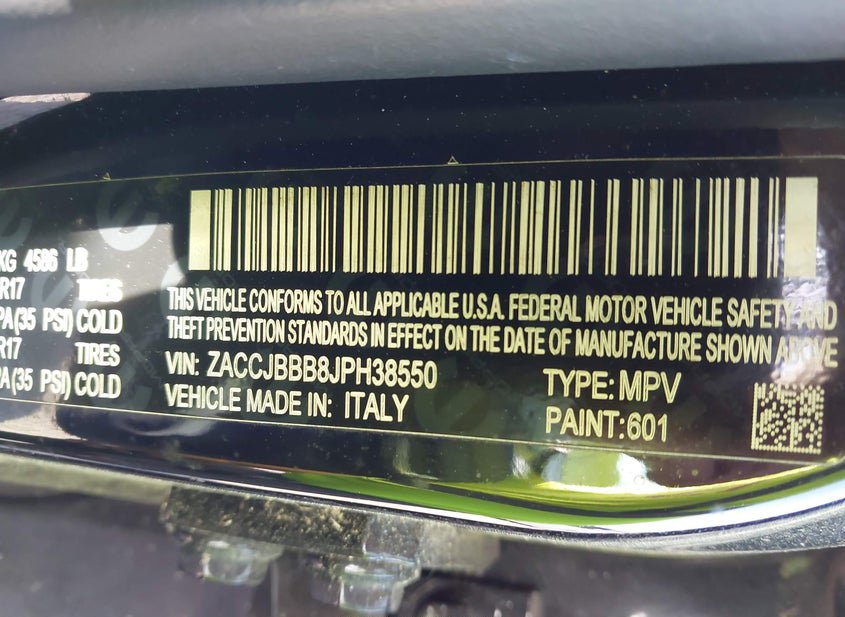 KG 4586 LB
R17 TIRES
PA(35 PSI)COLD
R17 TIRES
PA(35 PSI)COLD
THIS VEHICLE CONFORMS TO ALL APPLICABLE U.S.A. FEDERAL MOTOR VEHICLE SAFETY AND
THEFT PREVENTION STANDARDS IN EFFECT ON THE DATE OF MANUFACTURE SHOWN ABOVE
VIN: ZACCJBBB8JPH38550 TYPE: MPV
VEHICLE MADE IN: ITALY PAINT:601